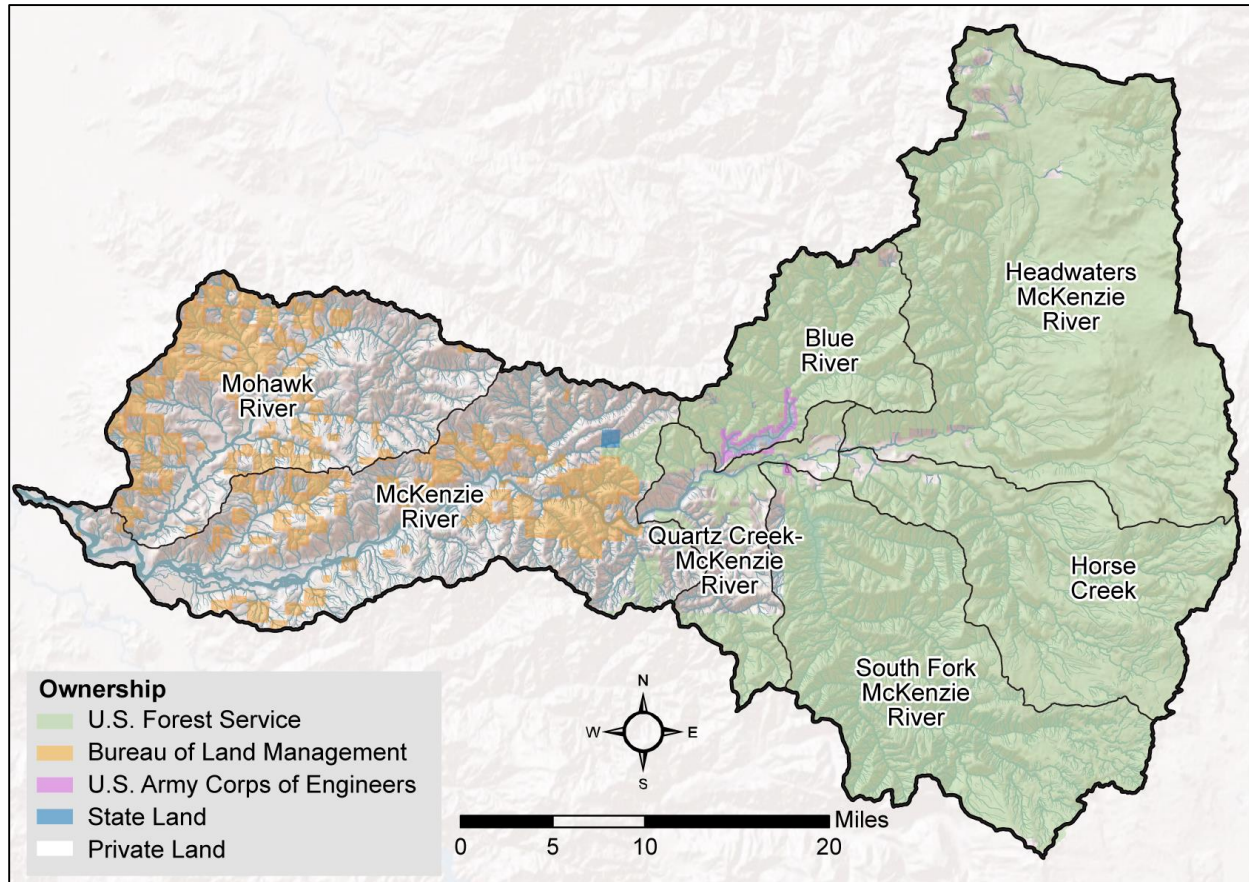 Headwaters
McKenzie
River
Blue
River
Mohawk
River
McKenzie
River
Quartz Creek-
McKenzie
River
Horse
Creek
South Fork
McKenzie
River
Ownership
U.S. Forest Service
Bureau of Land Management
U.S. Army Corps of Engineers
State Land
Private Land
N
W E
S
Miles
0 5 10 20